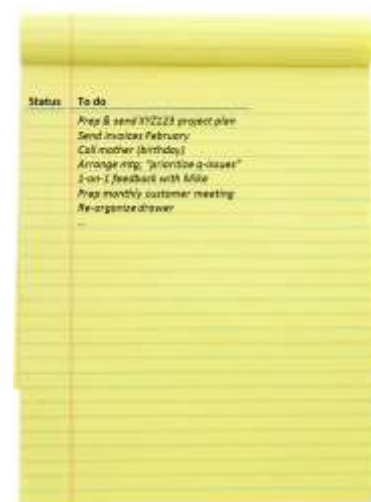 Status To do
Prep & send XYZ123 project plan
Send invoices February
Call mother (birthday)
Arrange mtg; "prioritize q-issues"
1-on-1 feedback with Mike
Prep monthly customer meeting
Re-organize drawer
...